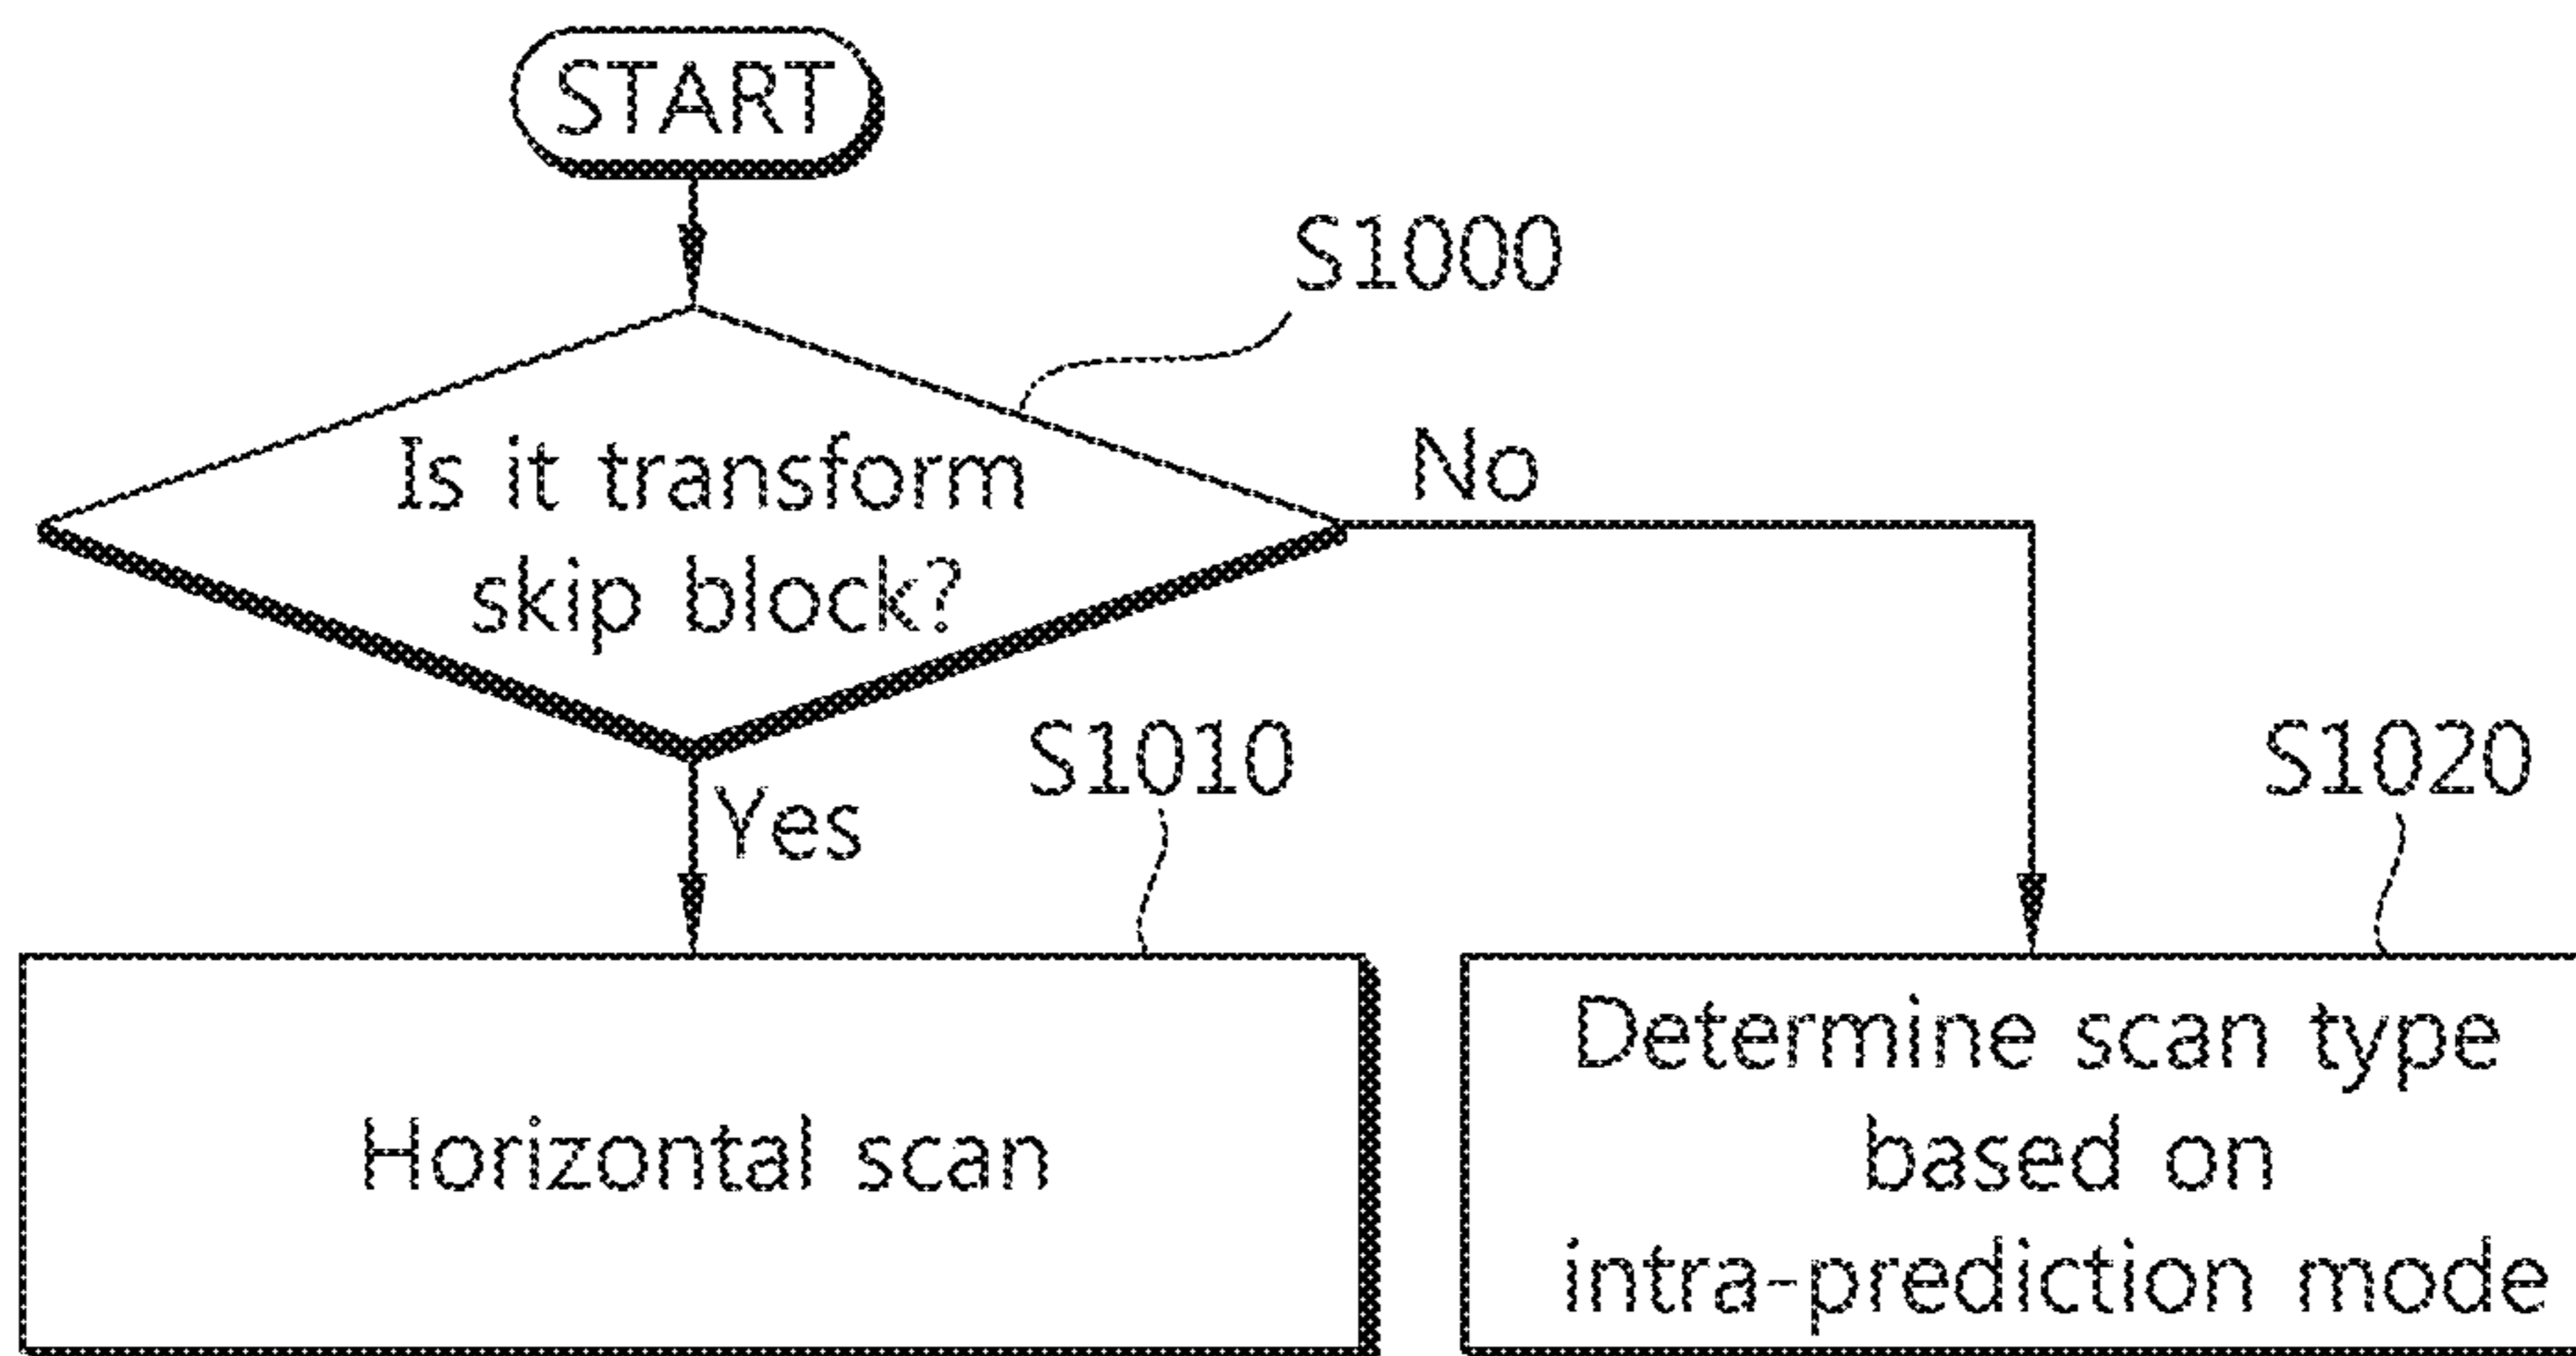 START
S1000
Is it transform
skip block?
No
Yes
S1010
S1020
Horizontal scan
Determine scan type
based on
intra-prediction mode